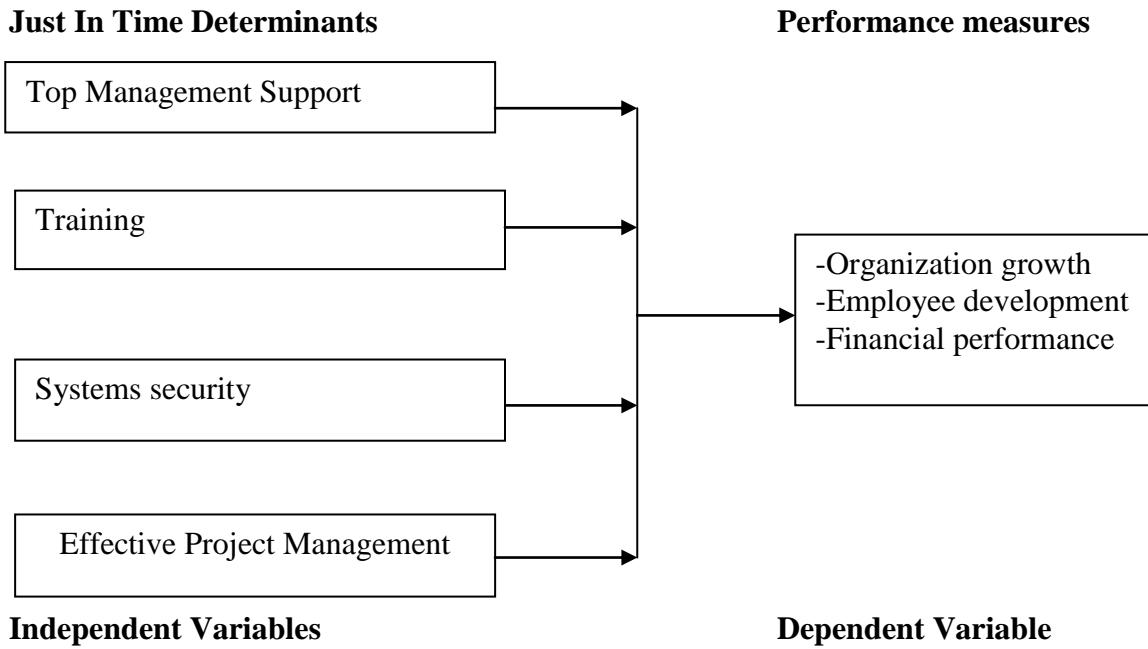 Just In Time Determinants
Performance measures
Top Management Support
Training
-Organization growth
-Employee development
-Financial performance
Systems security
Effective Project Management
Independent Variables
Dependent Variable